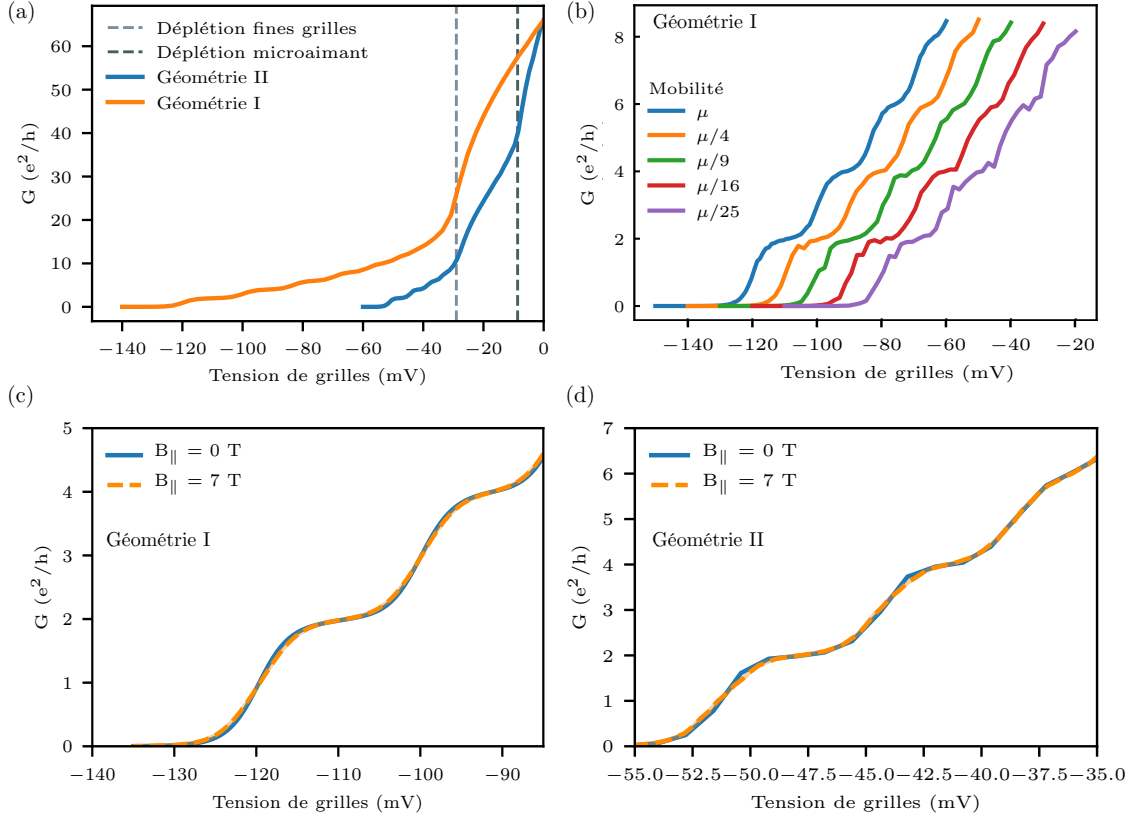 (a)
G (e²/h)
60
50
40
30
20
10
0
Déplétion fines grilles
Déplétion microaimant
Géométrie II
Géométrie I
−140 −120 −100 −80 −60 −40 −20 0
Tension de grilles (mV)
(b)
Géométrie I
G (e²/h)
8
6
4
2
0
Mobilité
μ
μ/4
μ/9
μ/16
μ/25
−140 −120 −100 −80 −60 −40 −20
Tension de grilles (mV)
(c)
G (e²/h)
5
4
3
2
1
0
B∥ = 0 T
B∥ = 7 T
Géométrie I
−140 −130 −120 −110 −100 −90
Tension de grilles (mV)
(d)
G (e²/h)
7
6
5
4
3
2
1
0
B∥ = 0 T
B∥ = 7 T
Géométrie II
−55.0 −52.5 −50.0 −47.5 −45.0 −42.5 −40.0 −37.5 −35.0
Tension de grilles (mV)